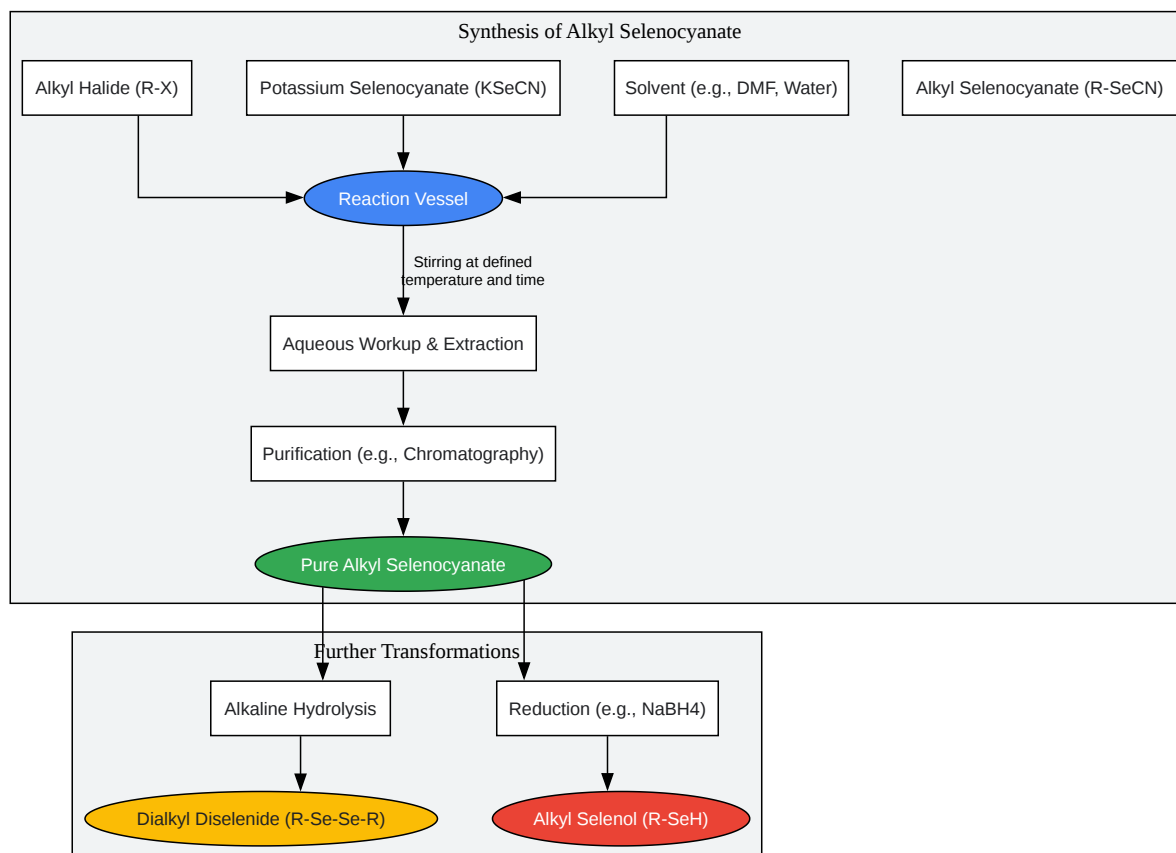 Synthesis of Alkyl Selenocyanate
Alkyl Halide (R-X)
Potassium Selenocyanate (KSeCN)
Solvent (e.g., DMF, Water)
Alkyl Selenocyanate (R-SeCN)
Reaction Vessel
Stirring at defined
temperature and time
Aqueous Workup & Extraction
Purification (e.g., Chromatography)
Pure Alkyl Selenocyanate
Further Transformations
Alkaline Hydrolysis
Reduction (e.g., NaBH4)
Dialkyl Diselenide (R-Se-Se-R)
Alkyl Selenol (R-SeH)